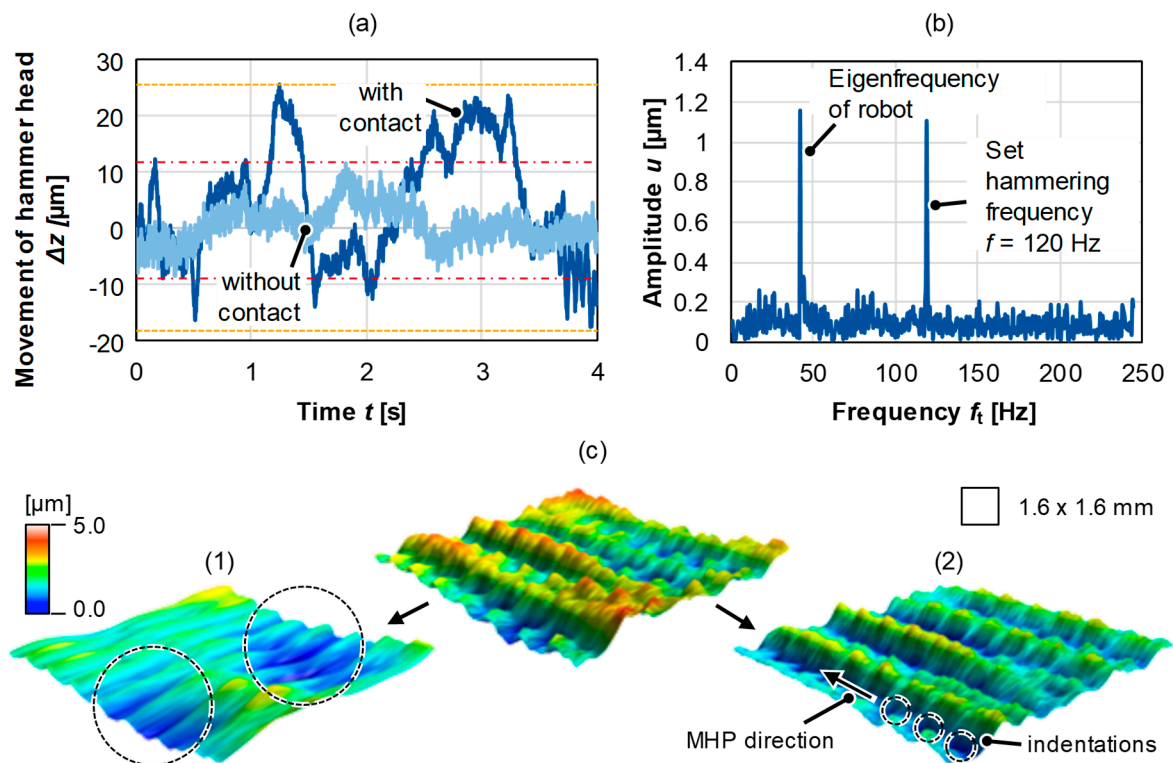 (a)
Movement of hammer head
Δz [µm]
30
20
10
0
-10
-20
with
contact
without
contact
0
1
2
3
4
Time t [s]
(b)
Amplitude u [µm]
1.4
1.2
1
0.8
0.6
0.4
0.2
0
Eigenfrequency
of robot
Set
hammering
frequency
f = 120 Hz
0
50
100
150
200
250
Frequency ft [Hz]
(c)
[µm]
5.0
0.0
1.6 x 1.6 mm
(1)
(2)
MHP direction
indentations